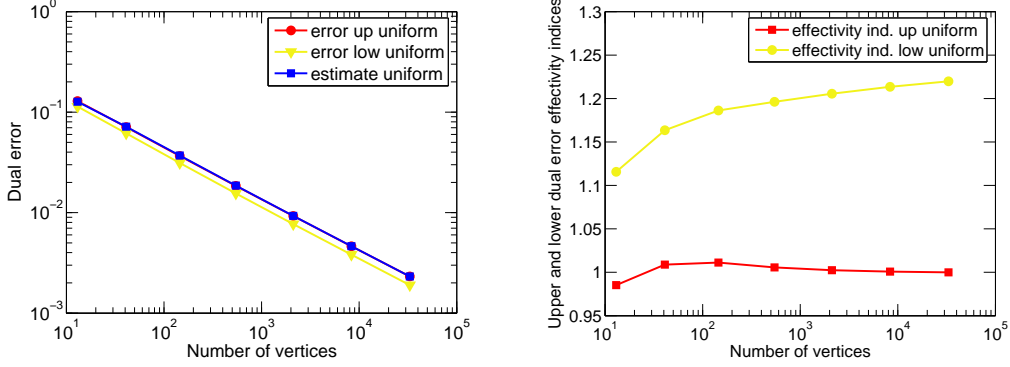 10^0
10^-1
10^-2
10^-3
Dual error
error up uniform
error low uniform
estimate uniform
10^1 10^2 10^3 10^4 10^5
Number of vertices
1.3
1.25
1.2
1.15
1.1
1.05
1
0.95
Upper and lower dual error effectivity indices
effectivity ind. up uniform
effectivity ind. low uniform
10^1 10^2 10^3 10^4 10^5
Number of vertices